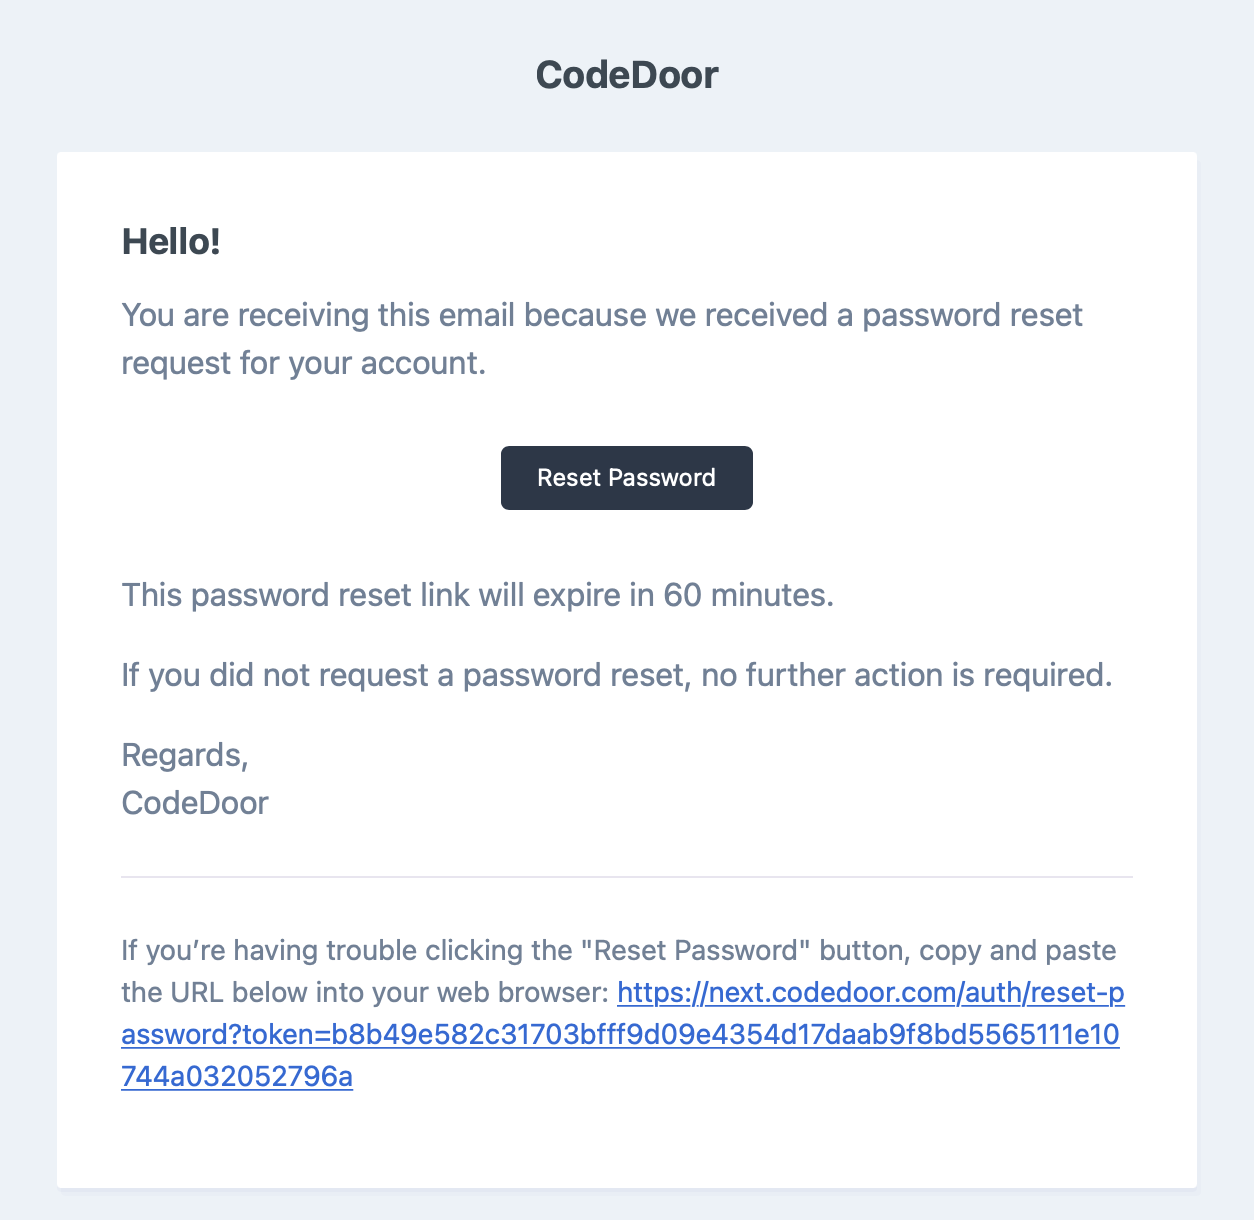 CodeDoor
Hello!
You are receiving this email because we received a password reset
request for your account.
Reset Password
This password reset link will expire in 60 minutes.
If you did not request a password reset, no further action is required.
Regards,
CodeDoor
If you’re having trouble clicking the "Reset Password" button, copy and paste
the URL below into your web browser: https://next.codedoor.com/auth/reset-p
assword?token=b8b49e582c31703bfff9d09e4354d17daab9f8bd5565111e10
744a032052796a